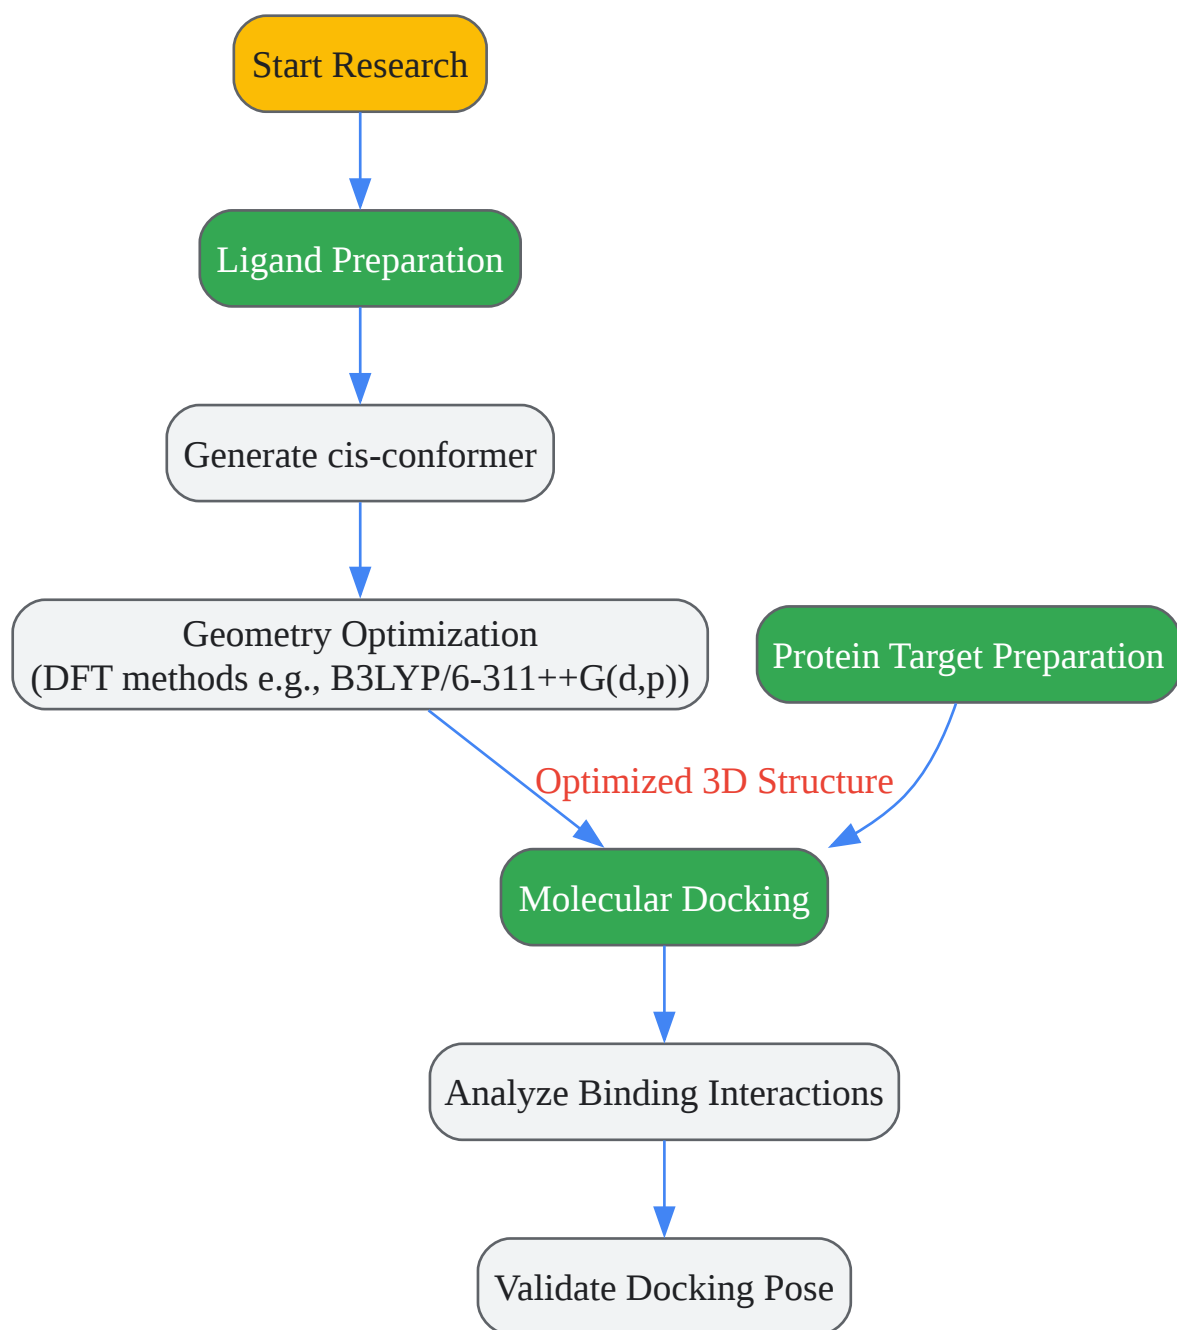 Start Research
Ligand Preparation
Generate cis-conformer
Geometry Optimization
(DFT methods e.g., B3LYP/6-311++G(d,p))
Protein Target Preparation
Optimized 3D Structure
Molecular Docking
Analyze Binding Interactions
Validate Docking Pose